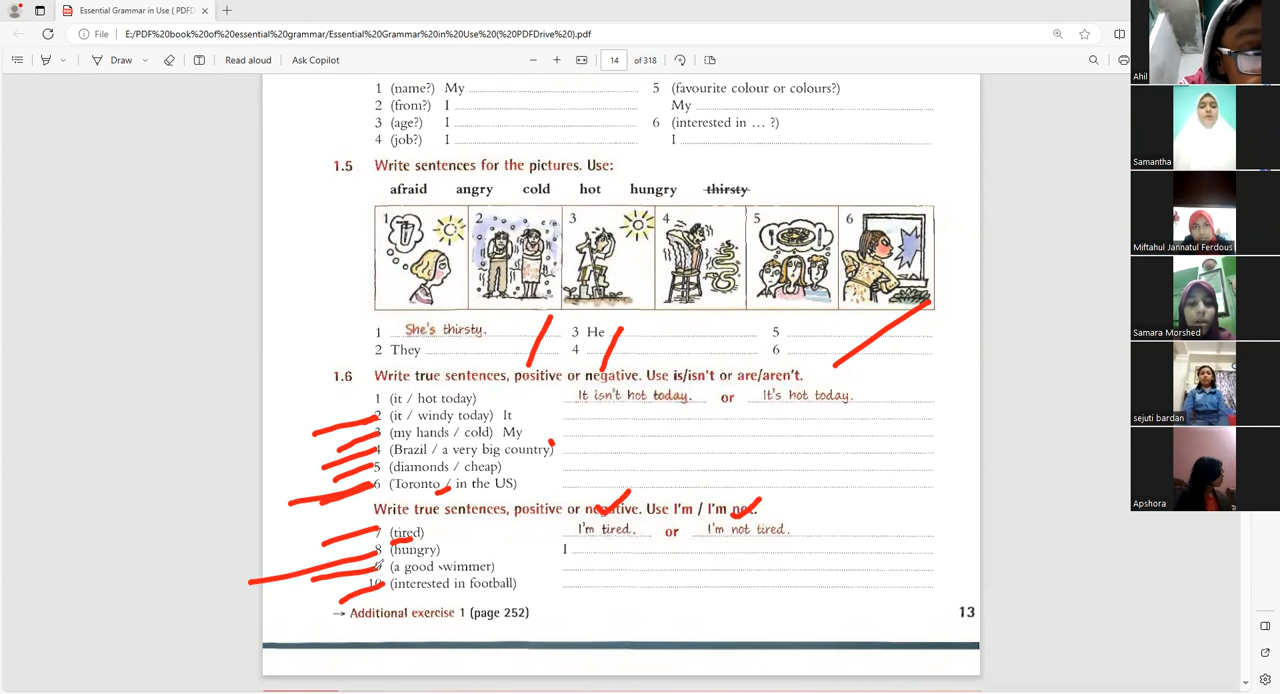 Essential Grammar in Use ( PDFD
File E:/PDF%20book%20of%20essential%20grammar/Essential%20Grammar%20in%20Use%20(%20PDFDrive%20).pdf
Draw Read aloud Ask Copilot 14 of 318
1 (name?) My
2 (from?) I
3 (age?) I
4 (job?) I
5 (favourite colour or colours?)
My
6 (interested in ... ?)
I
1.5 Write sentences for the pictures. Use:
afraid angry cold hot hungry thirsty
1 2 3 4 5 6
1 She's thirsty.
2 They
3 He
4
5
6
1.6 Write true sentences, positive or negative. Use is/isn't or are/aren't.
1 (it / hot today) It isn't hot today. or It's hot today.
2 (it / windy today) It
3 (my hands / cold) My
4 (Brazil / a very big country)
5 (diamonds / cheap)
6 (Toronto / in the US)
Write true sentences, positive or negative. Use I'm / I'm not.
7 (tired) I'm tired. or I'm not tired.
8 (hungry) I
9 (a good swimmer)
10 (interested in football)
→ Additional exercise 1 (page 252)
13
Ahil
Samantha
Miftahul Jannatul Ferdous
Samara Morshed
sejuti bardan
Apshora